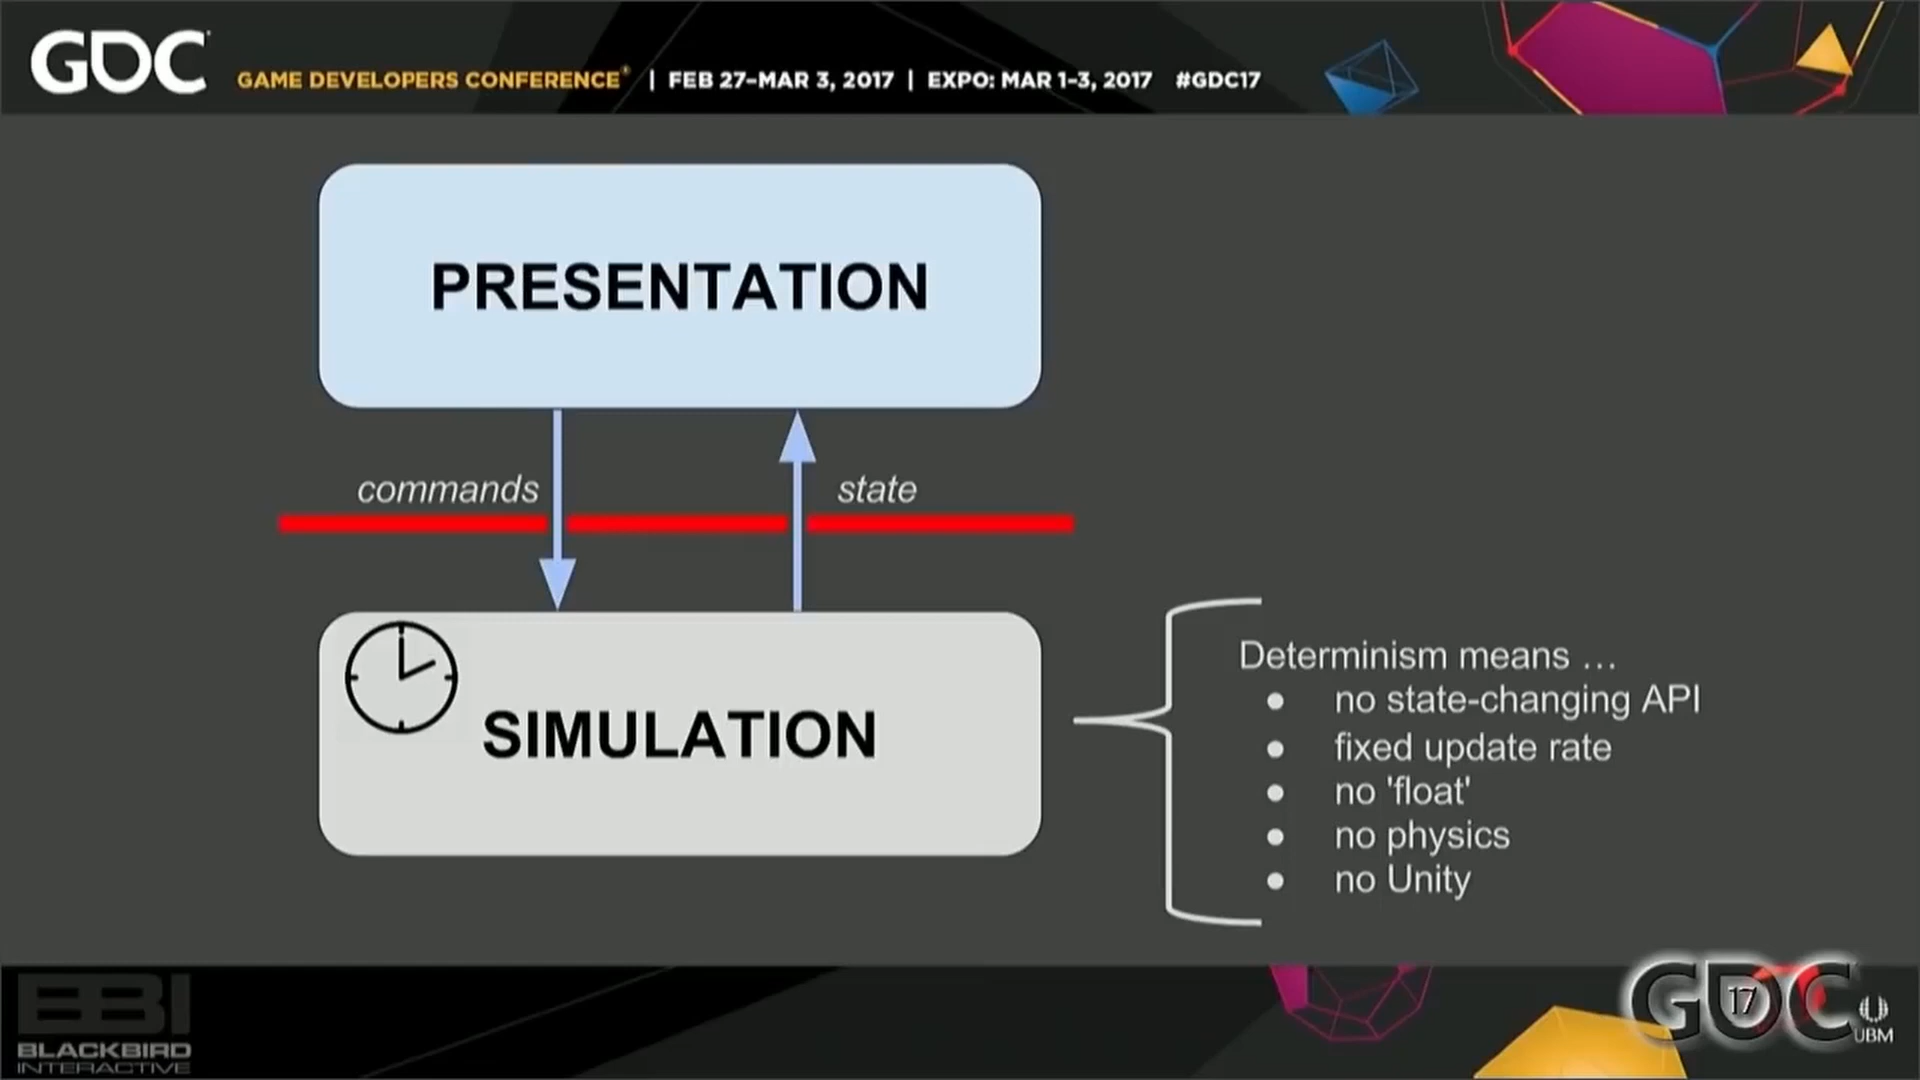 GDC
GAME DEVELOPERS CONFERENCE® | FEB 27–MAR 3, 2017 | EXPO: MAR 1–3, 2017 #GDC17
PRESENTATION
commands
state
SIMULATION
Determinism means …
● no state-changing API
● fixed update rate
● no 'float'
● no physics
● no Unity
BBI
BLACKBIRD
INTERACTIVE
GDC
17
UBM